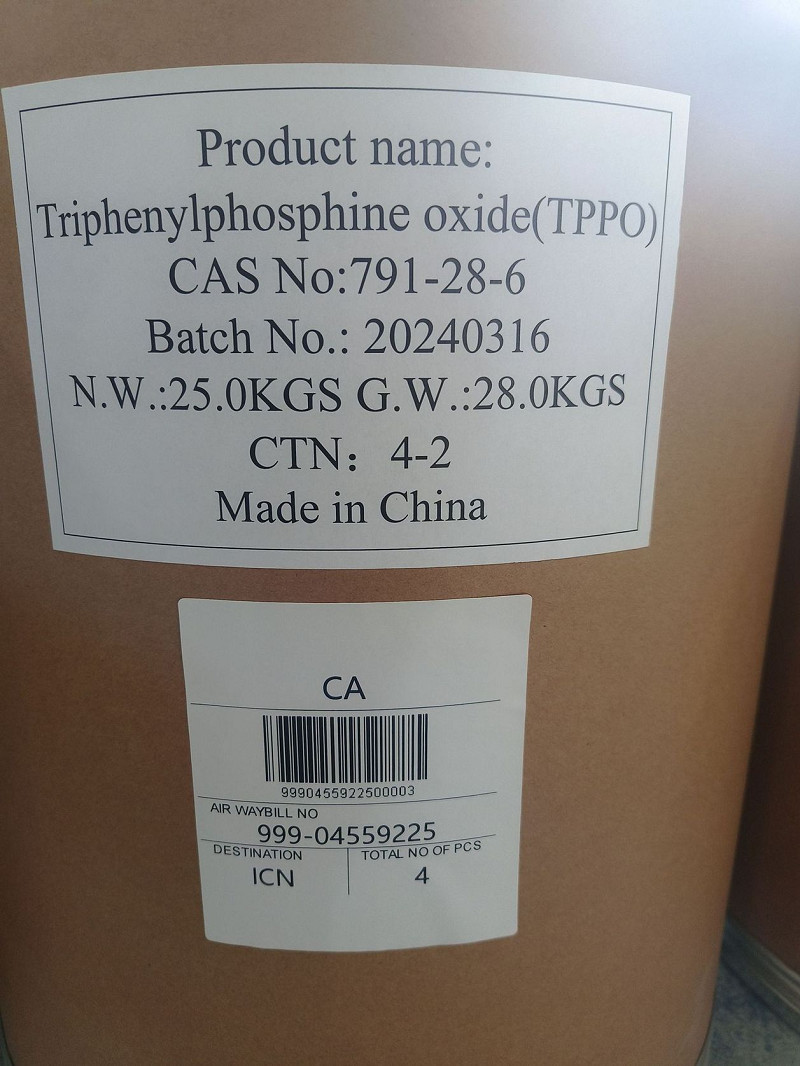 Product name:
Triphenylphosphine oxide(TPPO)
CAS No:791-28-6
Batch No.: 20240316
N.W.:25.0KGS G.W.:28.0KGS
CTN： 4-2
Made in China
CA
9990455922500003
AIR WAYBILL NO
999-04559225
DESTINATION TOTAL NO OF PCS
ICN 4